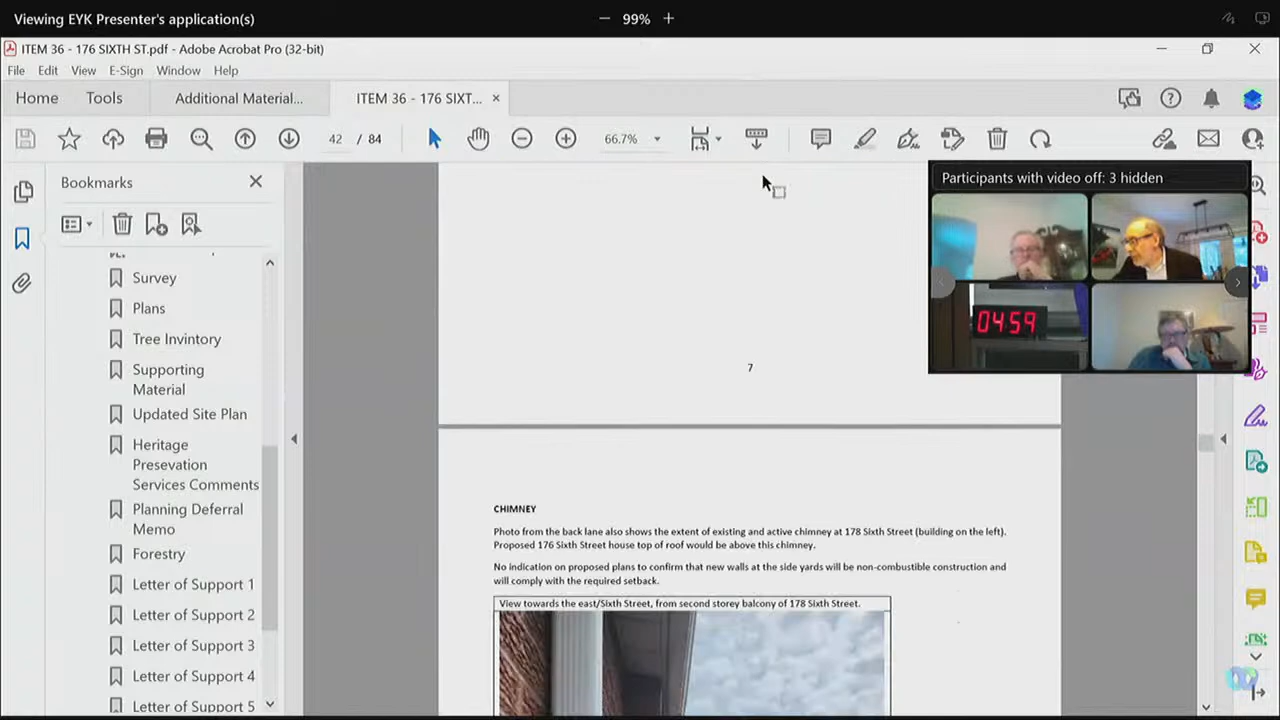 Viewing EYK Presenter's application(s)
99%
ITEM 36 - 176 SIXTH ST.pdf - Adobe Acrobat Pro (32-bit)
File Edit View E-Sign Window Help
Home Tools Additional Material... ITEM 36 - 176 SIXT...
42 / 84 66.7%
Bookmarks
Participants with video off: 3 hidden
04:59
Survey
Plans
Tree Invintory
Supporting
Material
Updated Site Plan
Heritage
Presevation
Services Comments
Planning Deferral
Memo
Forestry
Letter of Support 1
Letter of Support 2
Letter of Support 3
Letter of Support 4
Letter of Support 5
7
CHIMNEY
Photo from the back lane also shows the extent of existing and active chimney at 178 Sixth Street (building on the left).
Proposed 176 Sixth Street house top of roof would be above this chimney.
No indication on proposed plans to confirm that new walls at the side yards will be non-combustible construction and
will comply with the required setback.
View towards the east/Sixth Street, from second storey balcony of 178 Sixth Street.